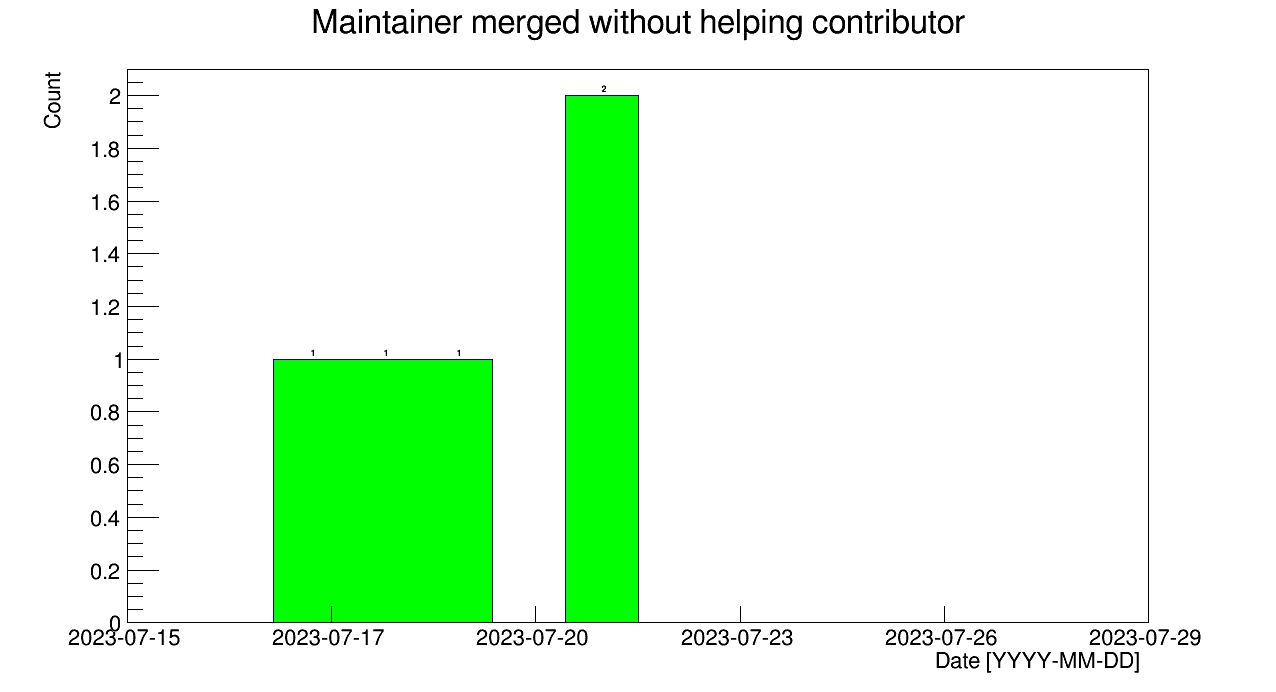 Maintainer merged without helping contributor
Count
2
1.8
1.6
1.4
1.2
1
0.8
0.6
0.4
0.2
0
1 1 1 2
2023-07-15 2023-07-17 2023-07-20 2023-07-23 2023-07-26 2023-07-29
Date [YYYY-MM-DD]